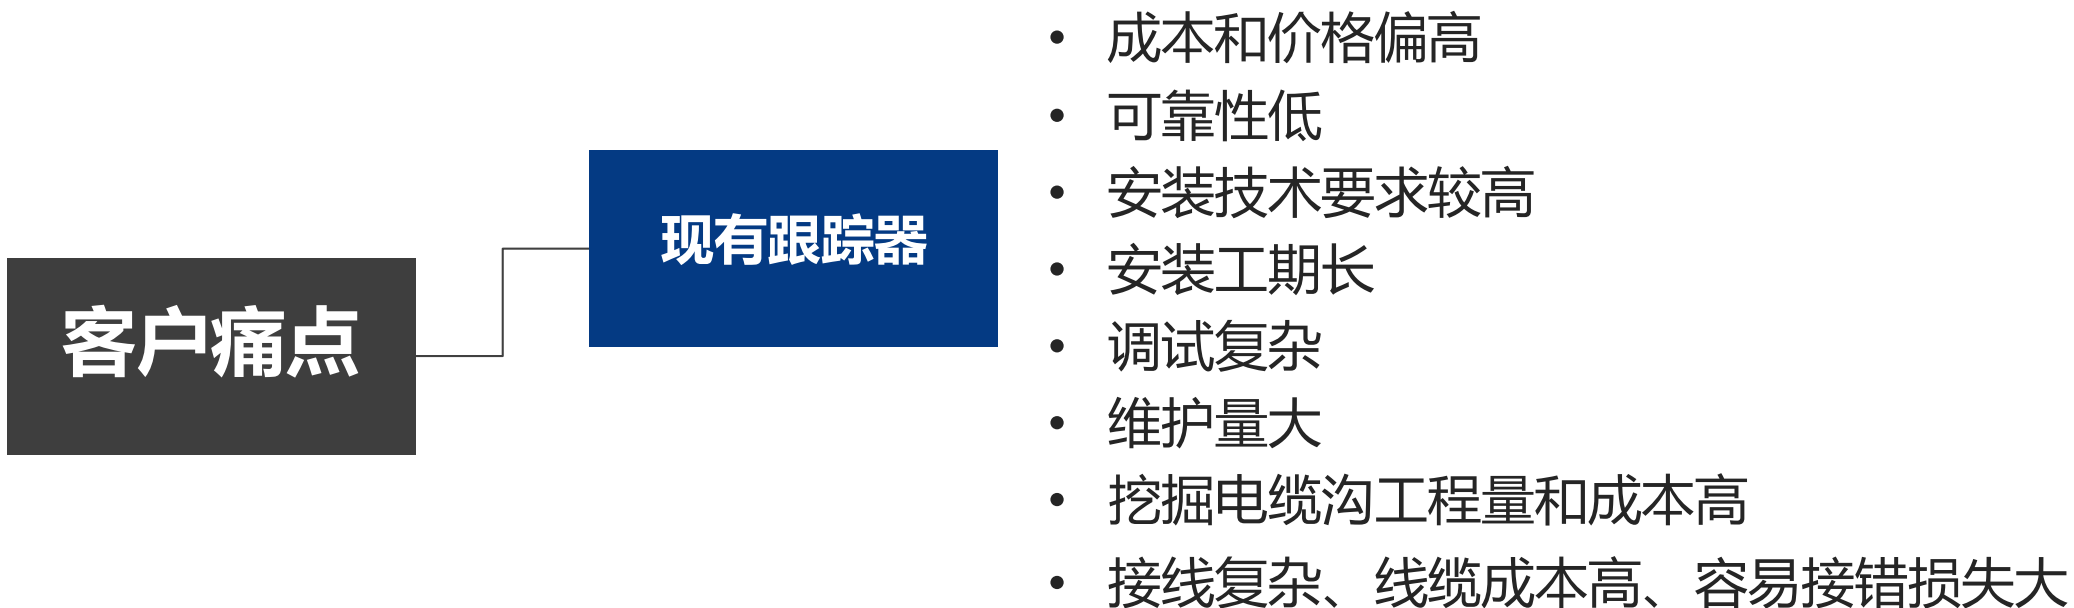 客户痛点
现有跟踪器
• 成本和价格偏高
• 可靠性低
• 安装技术要求较高
• 安装工期长
• 调试复杂
• 维护量大
• 挖掘电缆沟工程量和成本高
• 接线复杂、线缆成本高、容易接错损失大